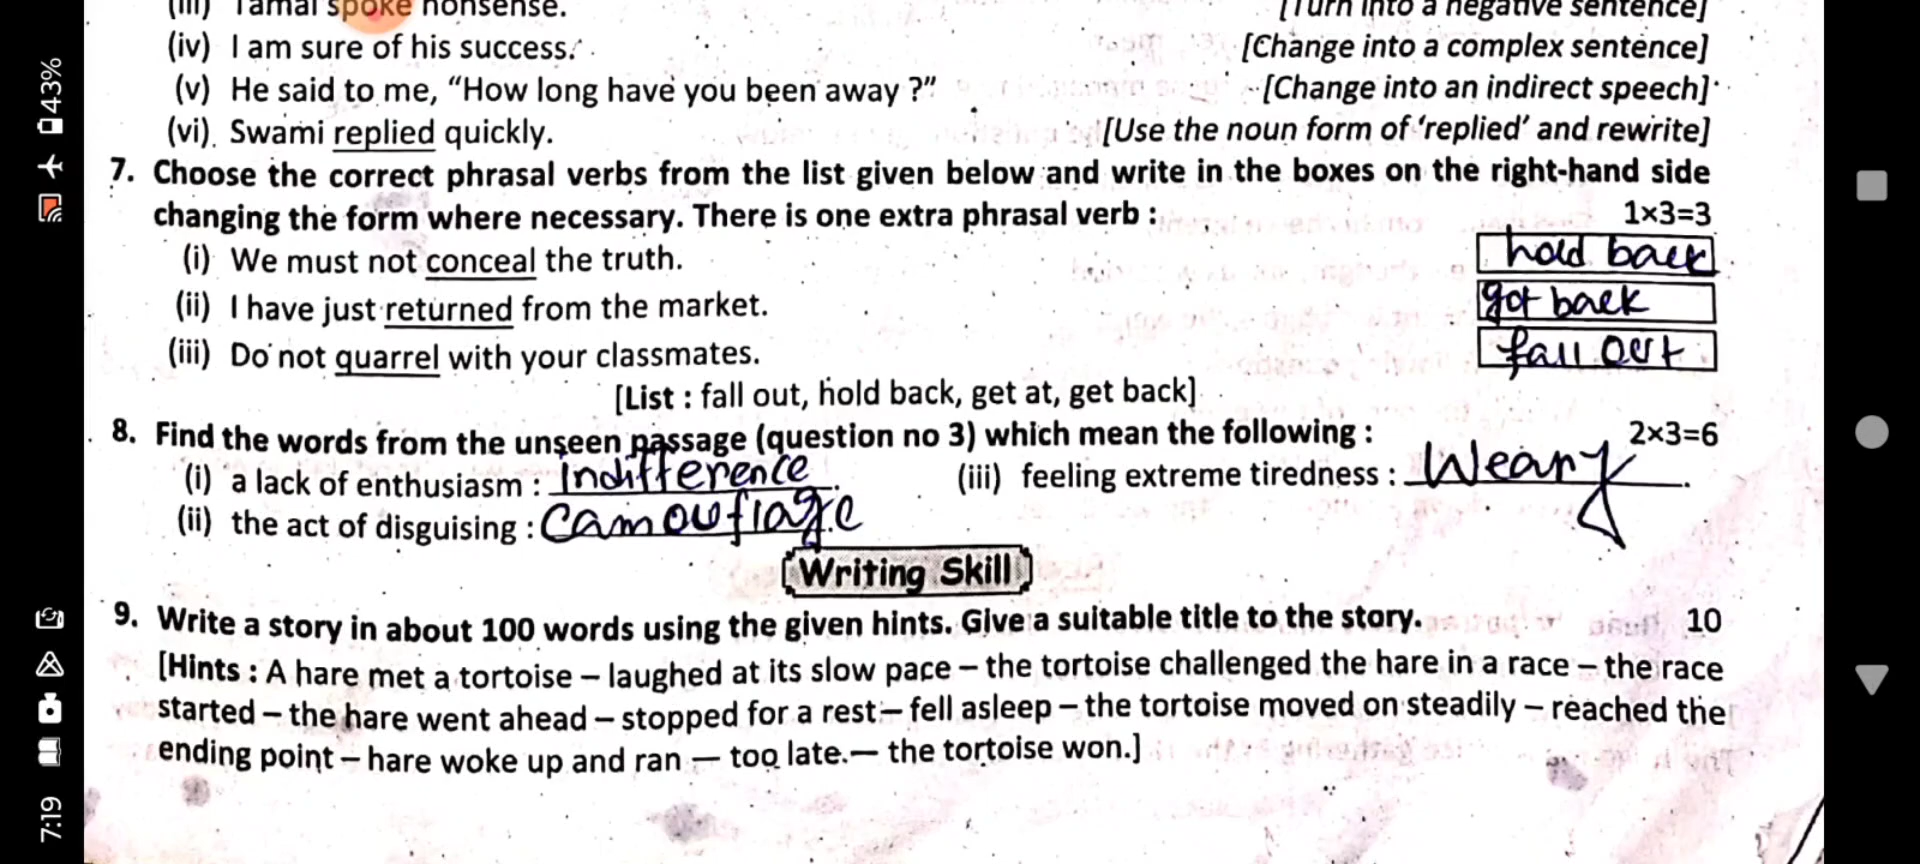 (iii) Tamal spoke nonsense. [Turn into a negative sentence]
(iv) I am sure of his success. [Change into a complex sentence]
(v) He said to me, “How long have you been away ?” [Change into an indirect speech]
(vi) Swami replied quickly. [Use the noun form of ‘replied’ and rewrite]
7. Choose the correct phrasal verbs from the list given below and write in the boxes on the right-hand side
changing the form where necessary. There is one extra phrasal verb : 1×3=3
(i) We must not conceal the truth. hold back
(ii) I have just returned from the market. got back
(iii) Do not quarrel with your classmates. fall out
[List : fall out, hold back, get at, get back]
8. Find the words from the unseen passage (question no 3) which mean the following : 2×3=6
(i) a lack of enthusiasm : Indifference (iii) feeling extreme tiredness : Weary.
(ii) the act of disguising : Camouflage
Writing Skill
9. Write a story in about 100 words using the given hints. Give a suitable title to the story. 10
[Hints : A hare met a tortoise – laughed at its slow pace – the tortoise challenged the hare in a race – the race
started – the hare went ahead – stopped for a rest – fell asleep – the tortoise moved on steadily – reached the
ending point – hare woke up and ran — too late.— the tortoise won.]
43%
7:19